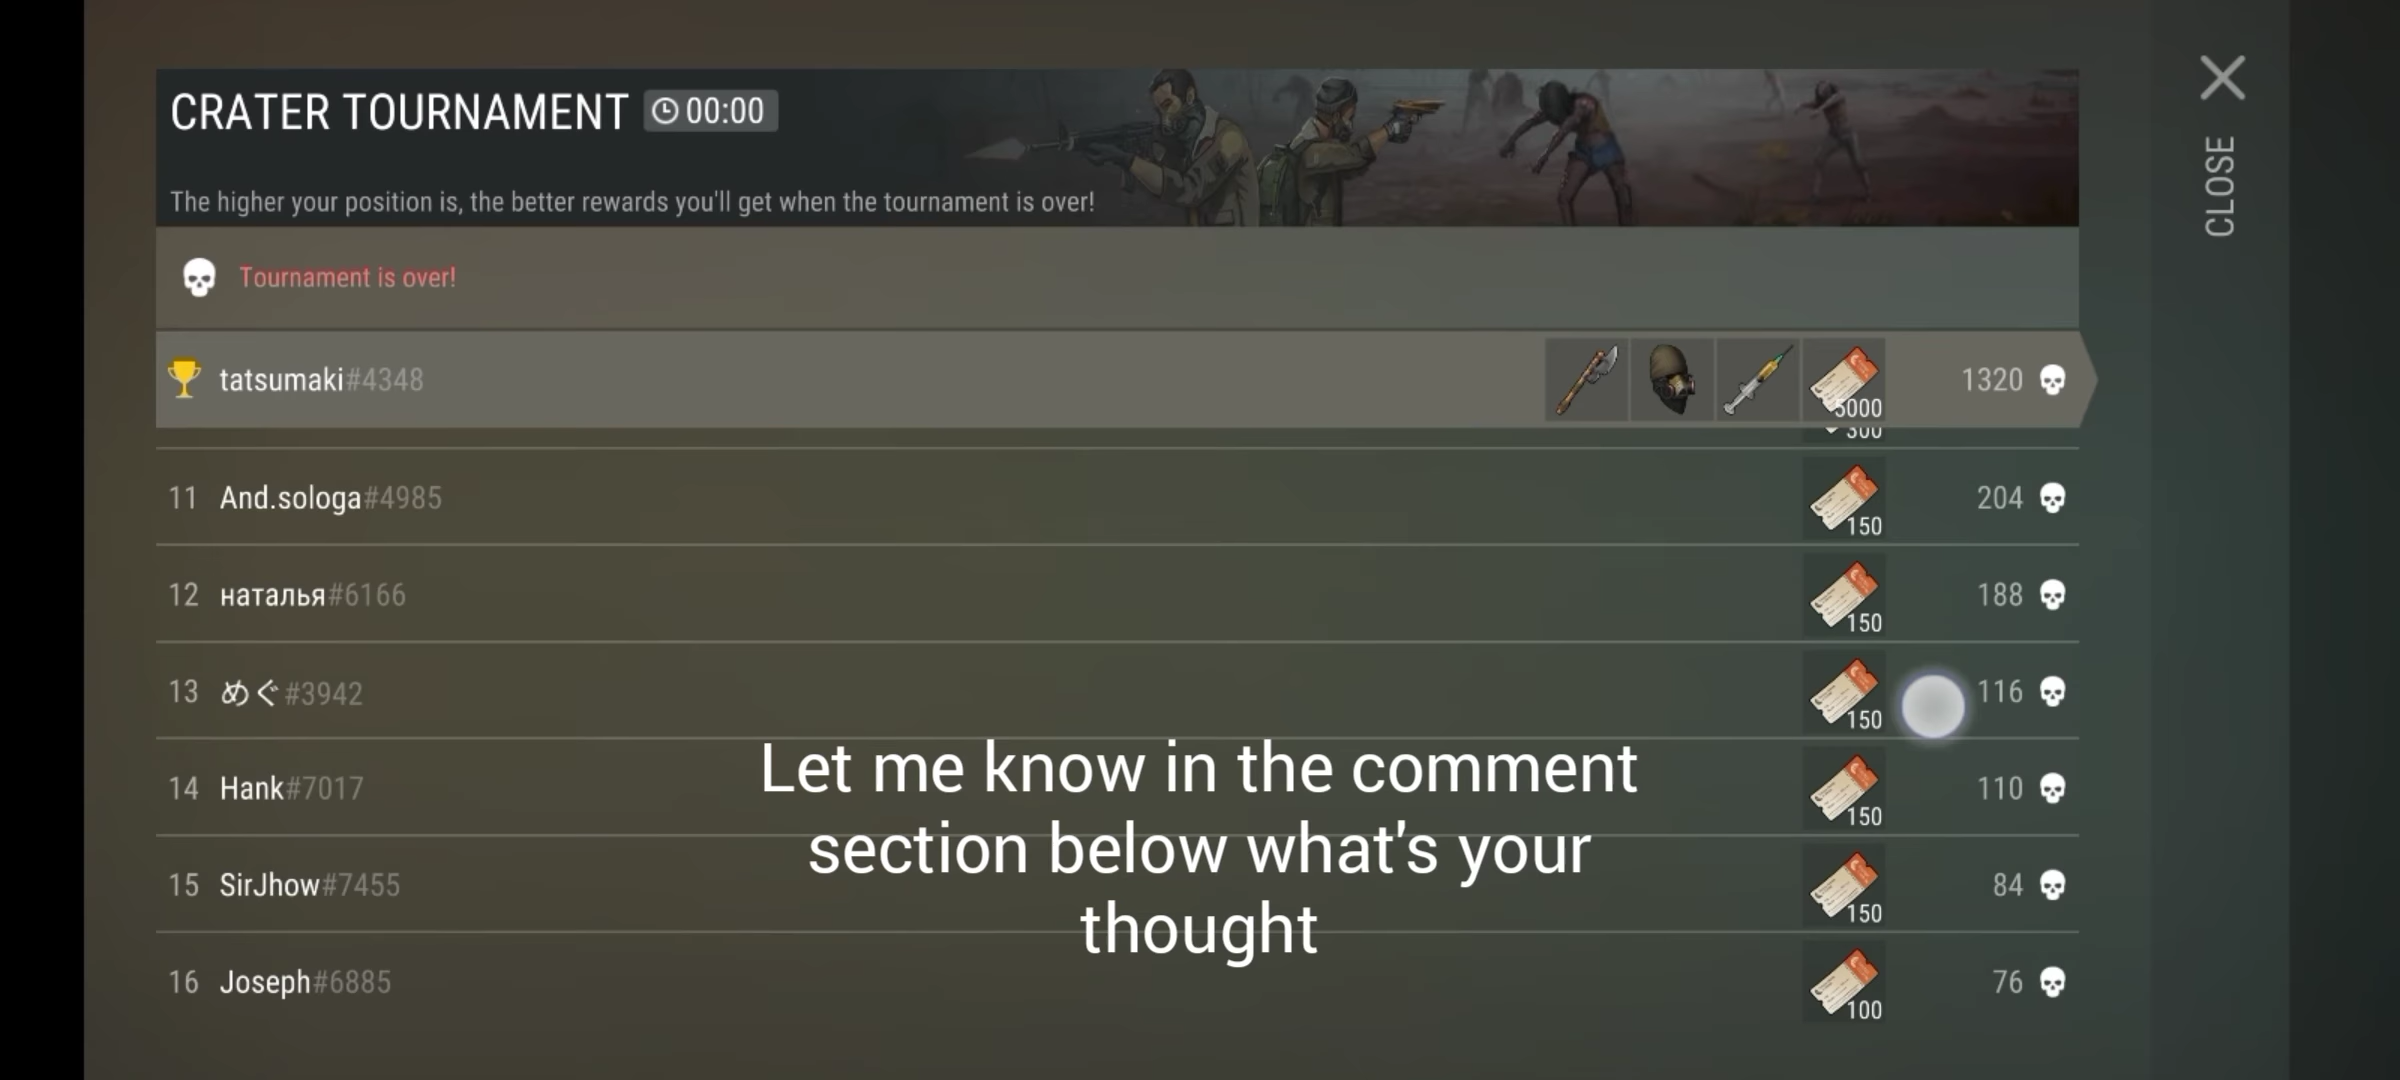 CRATER TOURNAMENT 00:00
CLOSE
The higher your position is, the better rewards you'll get when the tournament is over!
Tournament is over!
tatsumaki#4348 5000 1320
300
11 And.sologa#4985 150 204
12 наталья#6166 150 188
13 めぐ#3942 150 116
14 Hank#7017 150 110
15 SirJhow#7455 150 84
16 Joseph#6885 100 76
Let me know in the comment
section below what's your
thought